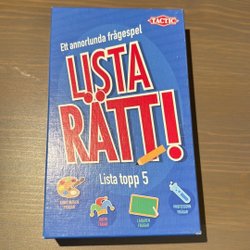 TACTIC
Ett annorlunda frågespel
LISTA
RÄTT!
Lista topp 5